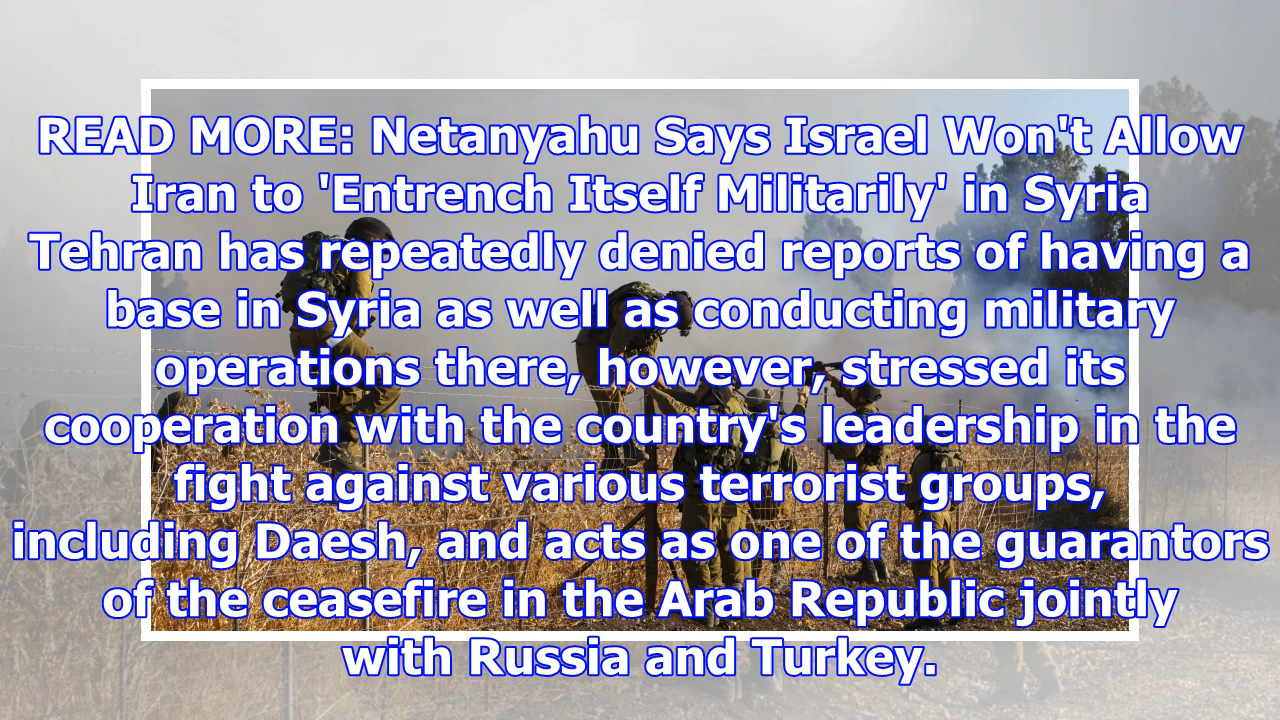 READ MORE: Netanyahu Says Israel Won't Allow
Iran to 'Entrench Itself Militarily' in Syria
Tehran has repeatedly denied reports of having a
base in Syria as well as conducting military
operations there, however, stressed its
cooperation with the country's leadership in the
fight against various terrorist groups,
including Daesh, and acts as one of the guarantors
of the ceasefire in the Arab Republic jointly
with Russia and Turkey.